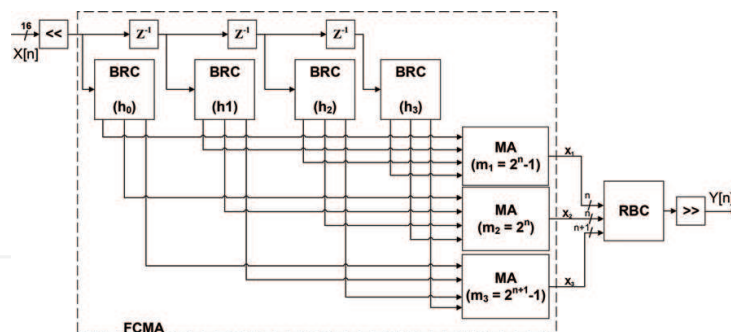 16
X[n]
<<
Z⁻¹
Z⁻¹
Z⁻¹
BRC
(h₀)
BRC
(h1)
BRC
(h₂)
BRC
(h₃)
MA
(m₁ = 2ⁿ-1)
X₁
MA
(m₂ = 2ⁿ)
X₂
MA
(m₃ = 2ⁿ⁺¹-1)
X₃
n
n
n+1
RBC
>>
Y[n]
FCMA